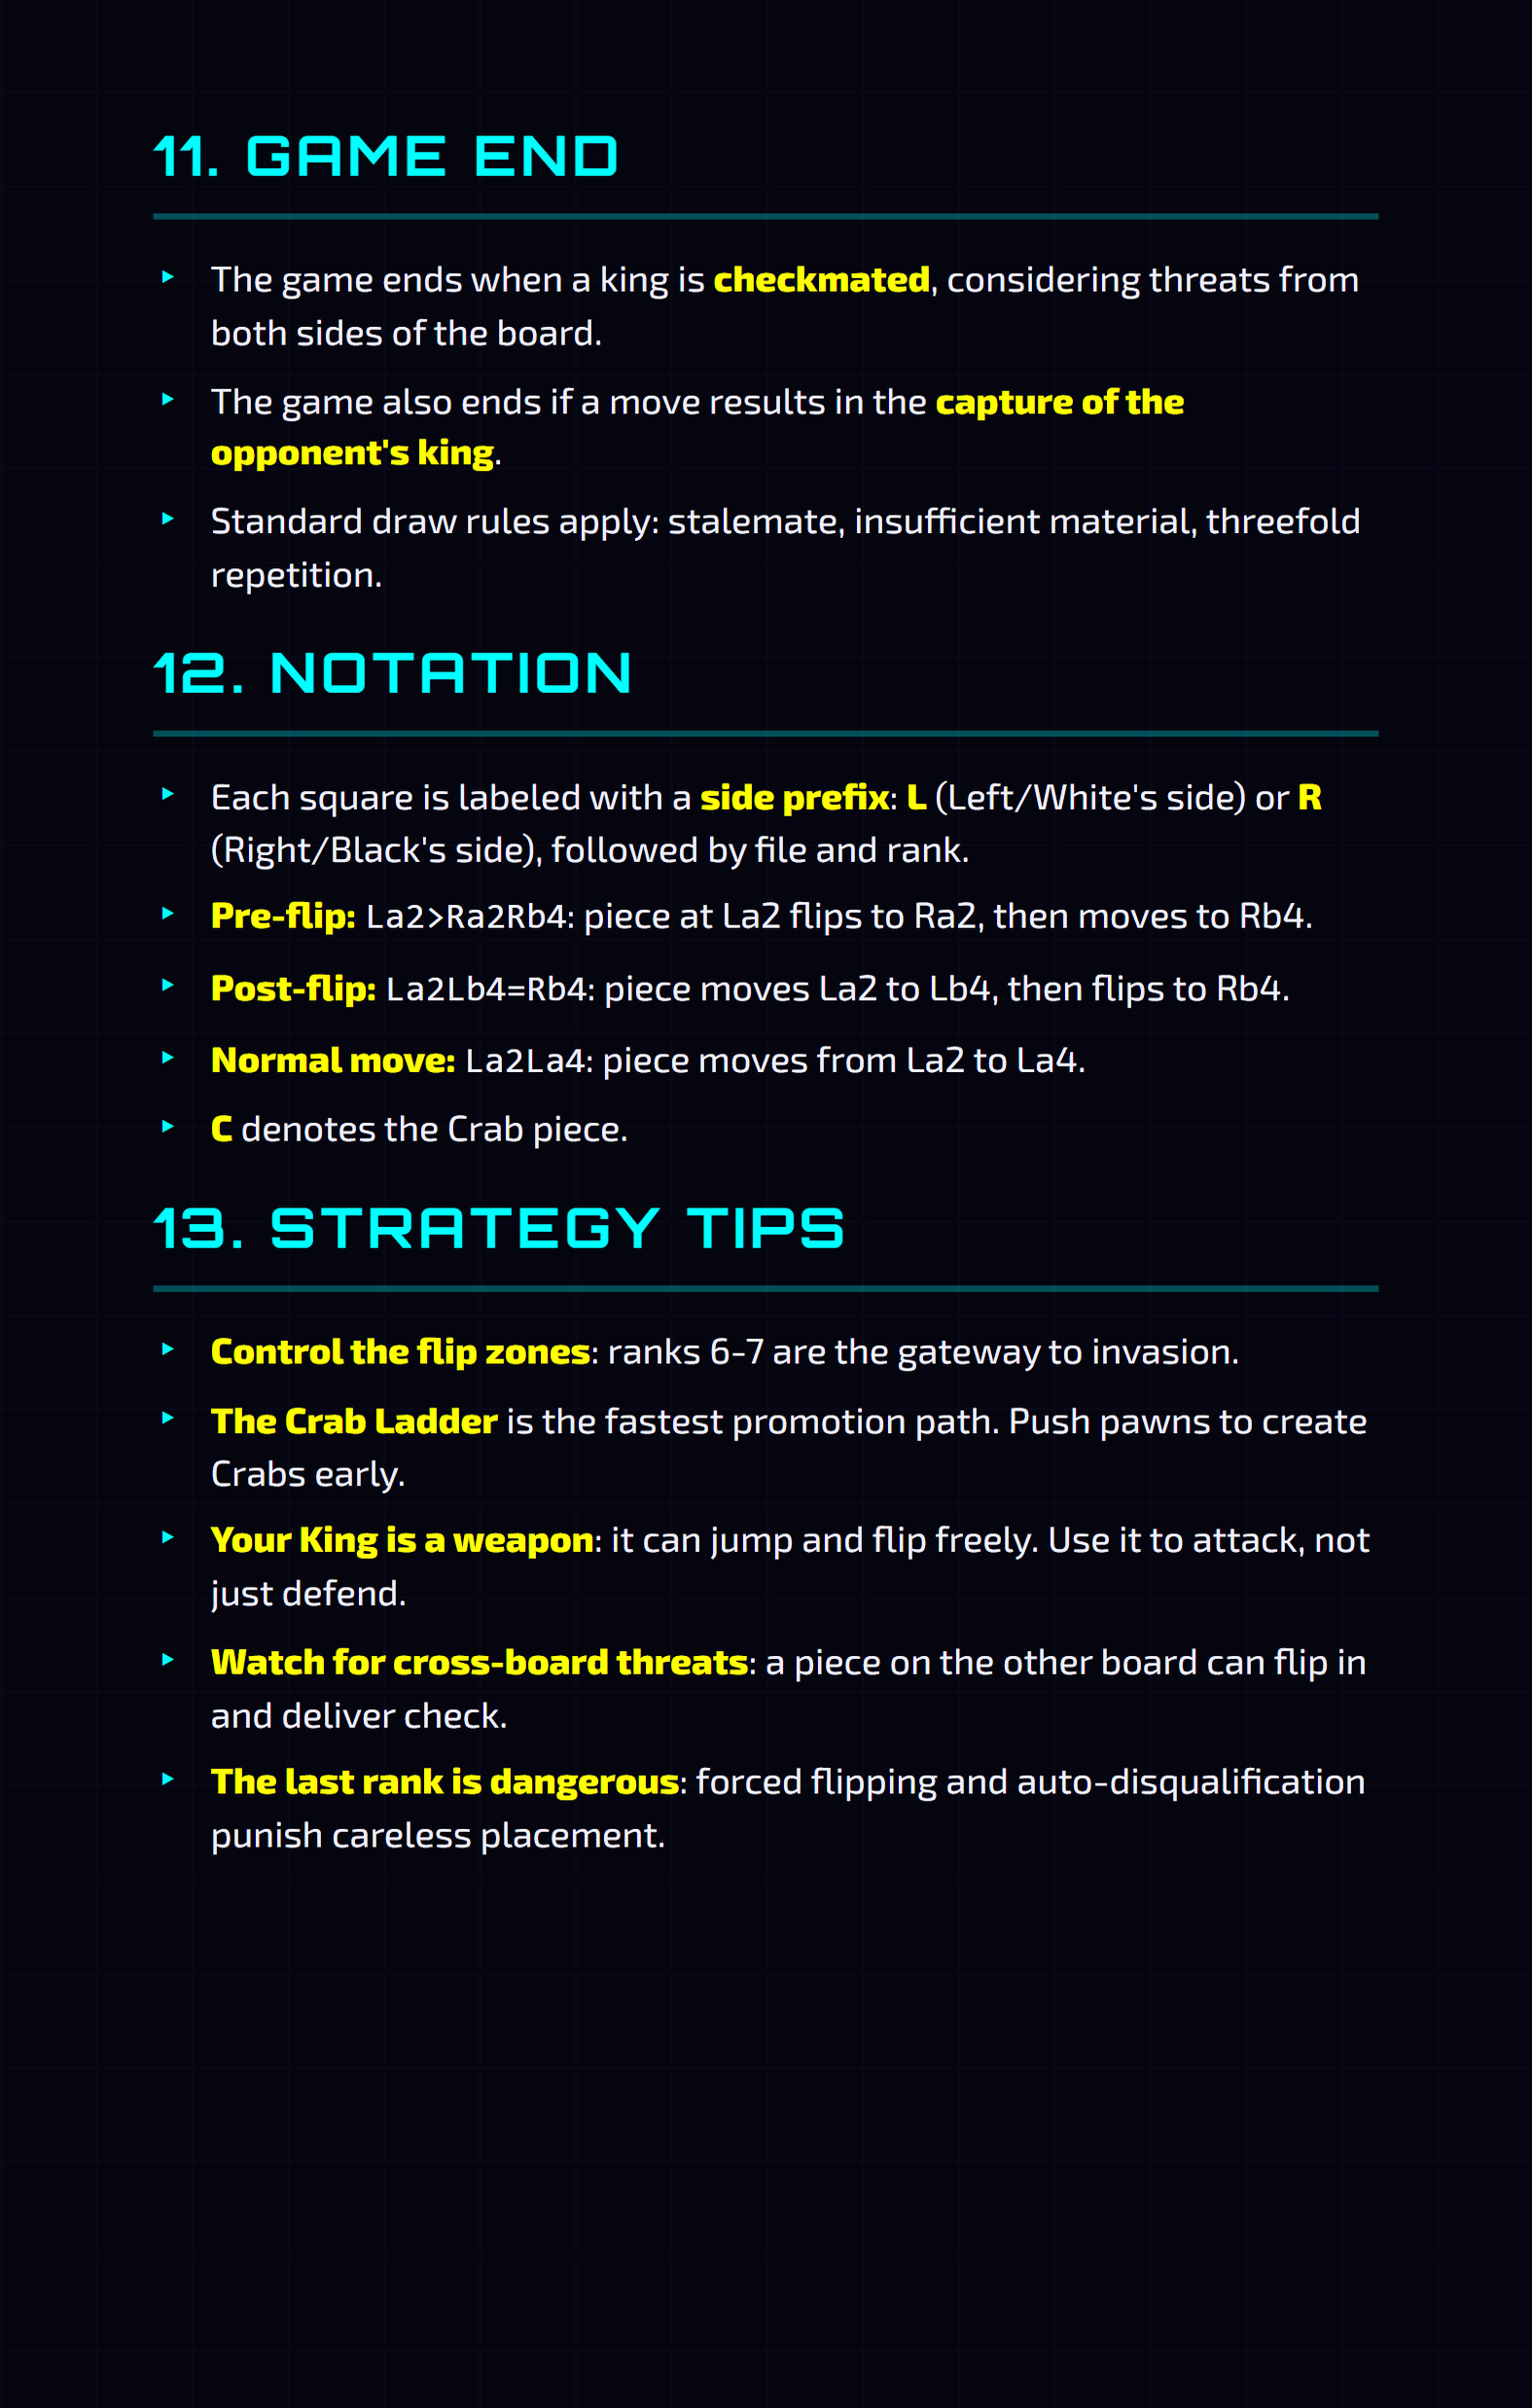 11. GAME END
The game ends when a king is checkmated, considering threats from
both sides of the board.
The game also ends if a move results in the capture of the
opponent's king.
Standard draw rules apply: stalemate, insufficient material, threefold
repetition.
12. NOTATION
Each square is labeled with a side prefix: L (Left/White's side) or R
(Right/Black's side), followed by file and rank.
Pre-flip: La2>Ra2Rb4: piece at La2 flips to Ra2, then moves to Rb4.
Post-flip: La2Lb4=Rb4: piece moves La2 to Lb4, then flips to Rb4.
Normal move: La2La4: piece moves from La2 to La4.
C denotes the Crab piece.
13. STRATEGY TIPS
Control the flip zones: ranks 6-7 are the gateway to invasion.
The Crab Ladder is the fastest promotion path. Push pawns to create
Crabs early.
Your King is a weapon: it can jump and flip freely. Use it to attack, not
just defend.
Watch for cross-board threats: a piece on the other board can flip in
and deliver check.
The last rank is dangerous: forced flipping and auto-disqualification
punish careless placement.